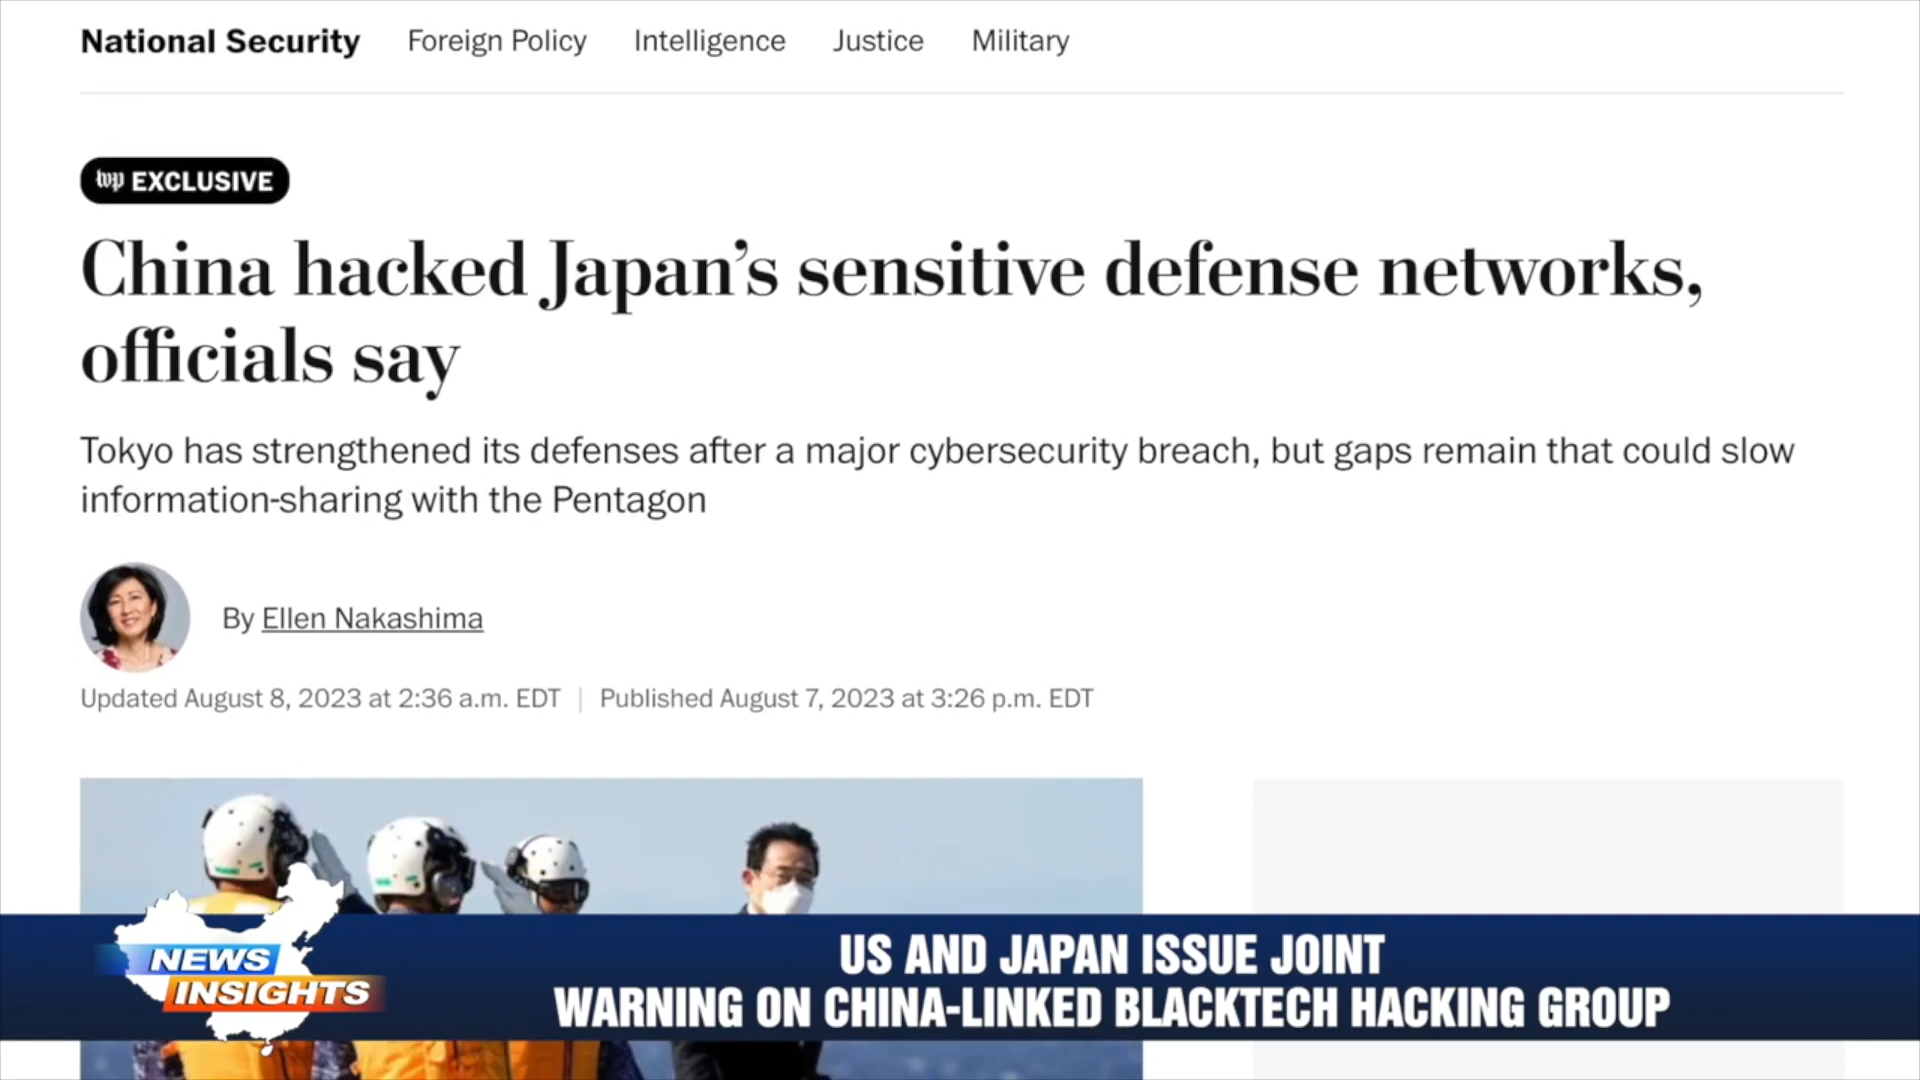 National Security Foreign Policy Intelligence Justice Military
wp EXCLUSIVE
China hacked Japan’s sensitive defense networks,
officials say
Tokyo has strengthened its defenses after a major cybersecurity breach, but gaps remain that could slow
information-sharing with the Pentagon
By Ellen Nakashima
Updated August 8, 2023 at 2:36 a.m. EDT | Published August 7, 2023 at 3:26 p.m. EDT
NEWS
INSIGHTS
US AND JAPAN ISSUE JOINT
WARNING ON CHINA-LINKED BLACKTECH HACKING GROUP